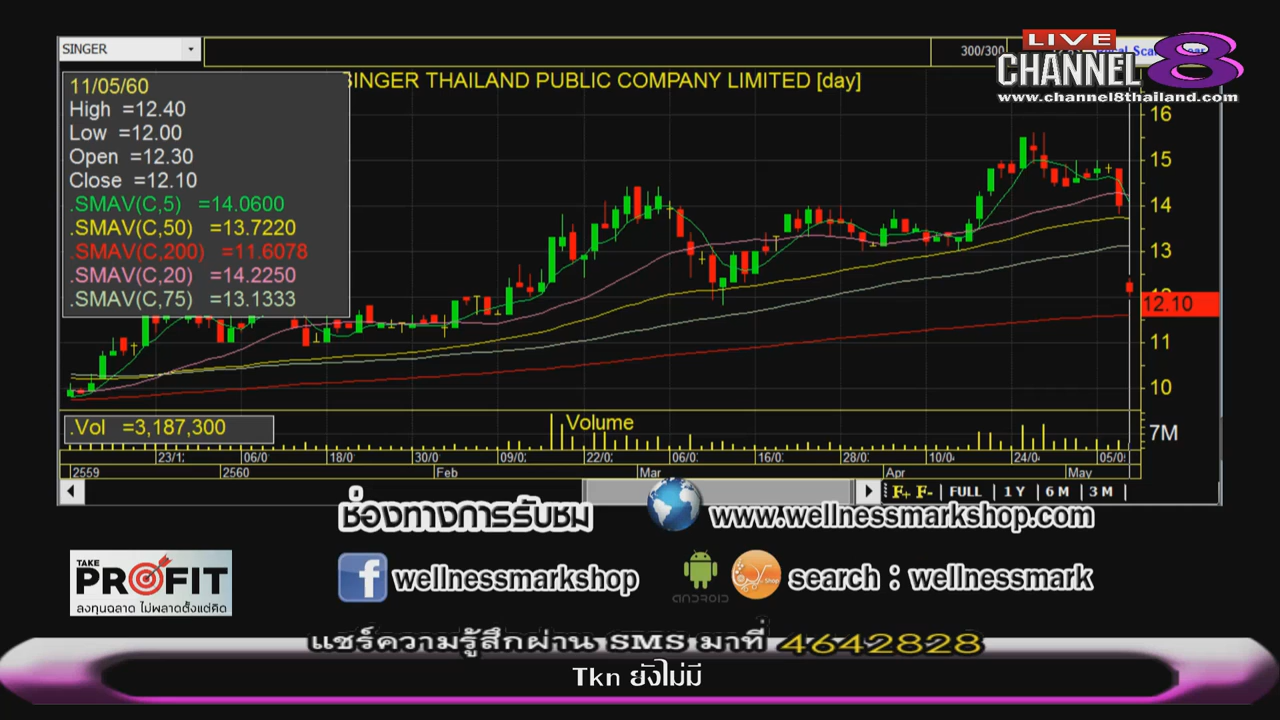 SINGER
300/300
LIVE
CHANNEL 8
www.channel8thailand.com
SINGER THAILAND PUBLIC COMPANY LIMITED [day]
11/05/60
High =12.40
Low =12.00
Open =12.30
Close =12.10
.SMAV(C,5) =14.0600
.SMAV(C,50) =13.7220
.SMAV(C,200) =11.6078
.SMAV(C,20) =14.2250
.SMAV(C,75) =13.1333
16
15
14
13
12.10
11
10
.Vol =3,187,300
Volume
7M
23/1 06/0 18/0 30/0 09/0 22/0 06/0 16/0 28/0 10/0 24/0 05/0
2559 2560 Feb Mar Apr May
F+ F- FULL 1 Y 6 M 3 M
ช่องทางการรับชม
www.wellnessmarkshop.com
TAKE
PROFIT
ลงทุนฉลาด ไม่พลาดตั้งแต่คิด
wellnessmarkshop
ANDROID
search : wellnessmark
แชร์ความรู้สึกผ่าน SMS มาที่ 4642828
Tkn ยังไม่มี